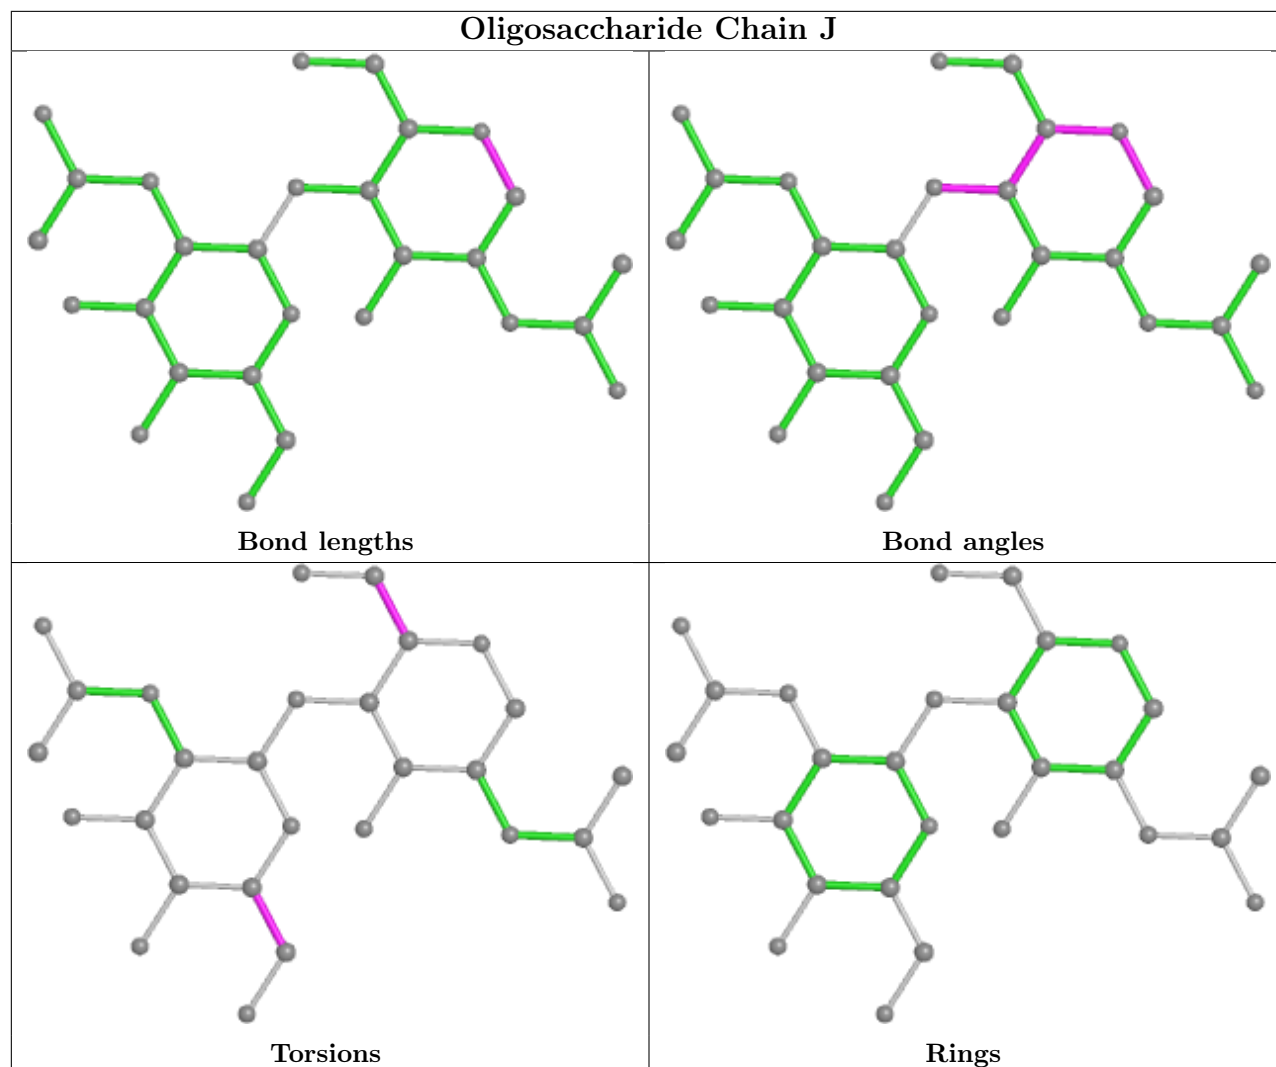 Oligosaccharide Chain J
Bond lengths
Bond angles
Torsions
Rings